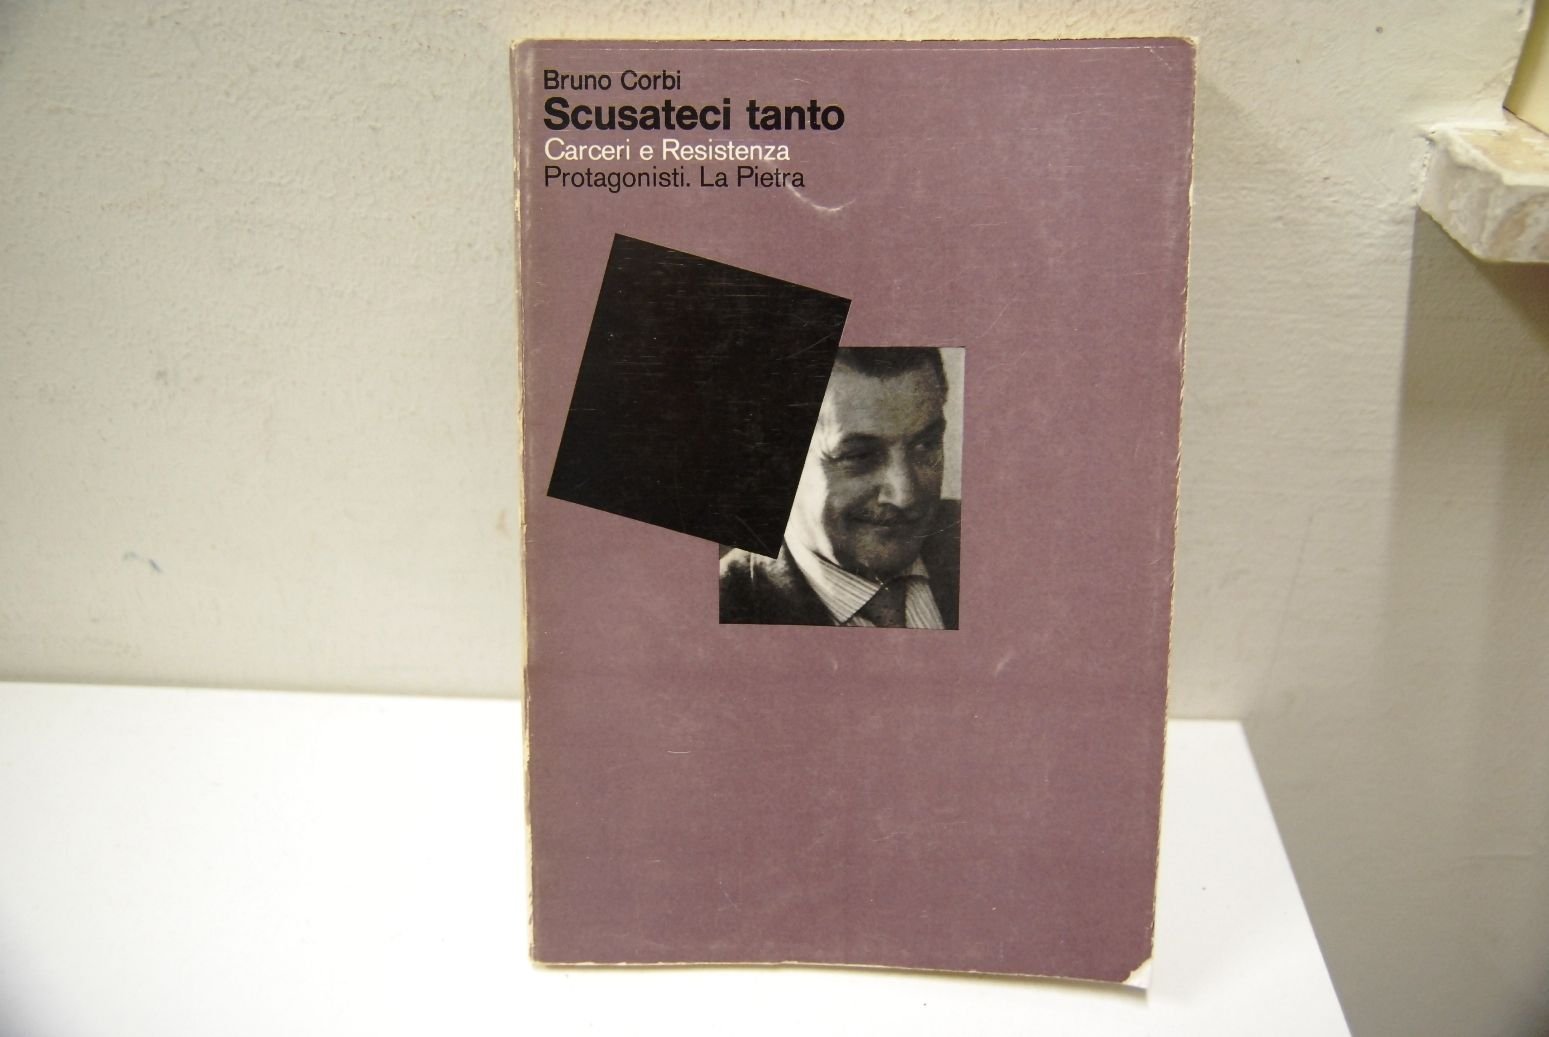 Bruno Corbi
Scusateci tanto
Carceri e Resistenza
Protagonisti. La Pietra